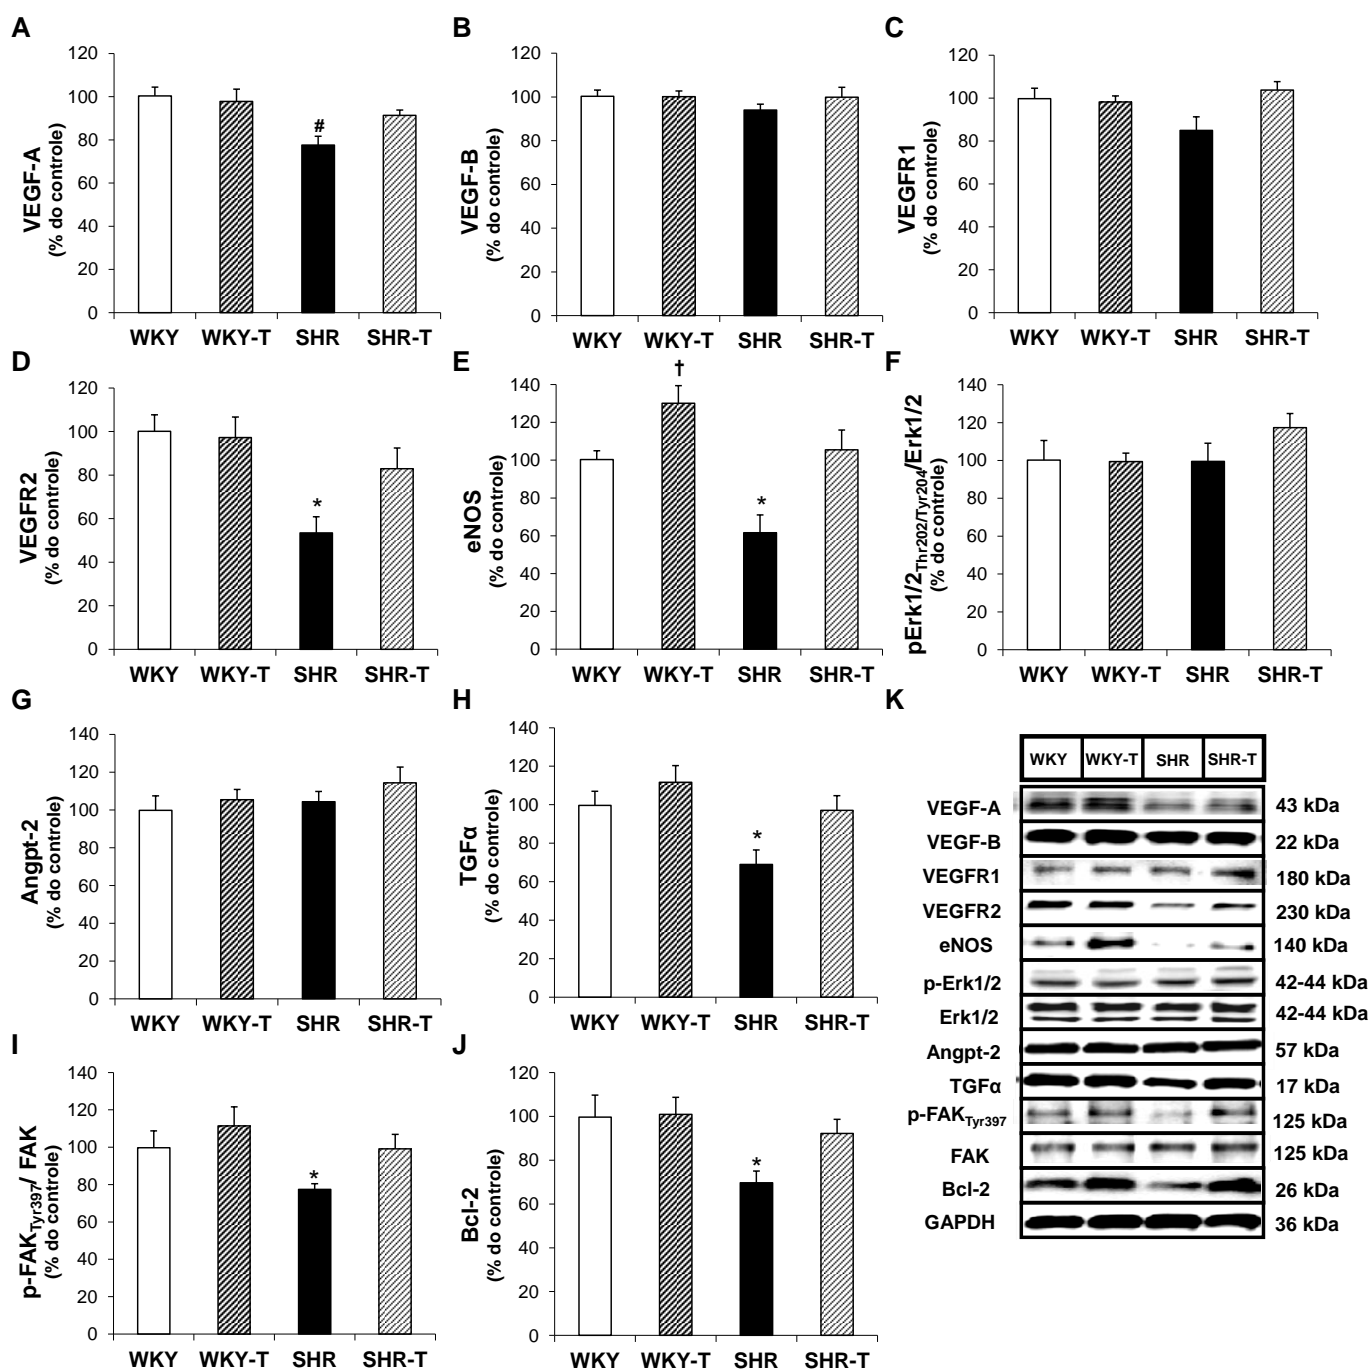 A
120
100
80
60
40
20
0
VEGF-A
(% do controle)
#
WKY WKY-T SHR SHR-T
B
120
100
80
60
40
20
0
VEGF-B
(% do controle)
WKY WKY-T SHR SHR-T
C
120
100
80
60
40
20
0
VEGFR1
(% do controle)
WKY WKY-T SHR SHR-T
D
120
100
80
60
40
20
0
VEGFR2
(% do controle)
*
WKY WKY-T SHR SHR-T
E
140
120
100
80
60
40
20
0
eNOS
(% do controle)
†
*
WKY WKY-T SHR SHR-T
F
140
120
100
80
60
40
20
0
pErk1/2Thr202/Tyr204/Erk1/2
(% do controle)
WKY WKY-T SHR SHR-T
G
140
120
100
80
60
40
20
0
Angpt-2
(% do controle)
WKY WKY-T SHR SHR-T
H
140
120
100
80
60
40
20
0
TGFα
(% do controle)
*
WKY WKY-T SHR SHR-T
I
140
120
100
80
60
40
20
0
p-FAKTyr397/ FAK
(% do controle)
*
WKY WKY-T SHR SHR-T
J
120
100
80
60
40
20
0
Bcl-2
(% do controle)
*
WKY WKY-T SHR SHR-T
K
WKY WKY-T SHR SHR-T
VEGF-A 43 kDa
VEGF-B 22 kDa
VEGFR1 180 kDa
VEGFR2 230 kDa
eNOS 140 kDa
p-Erk1/2 42-44 kDa
Erk1/2 42-44 kDa
Angpt-2 57 kDa
TGFα 17 kDa
p-FAKTyr397 125 kDa
FAK 125 kDa
Bcl-2 26 kDa
GAPDH 36 kDa